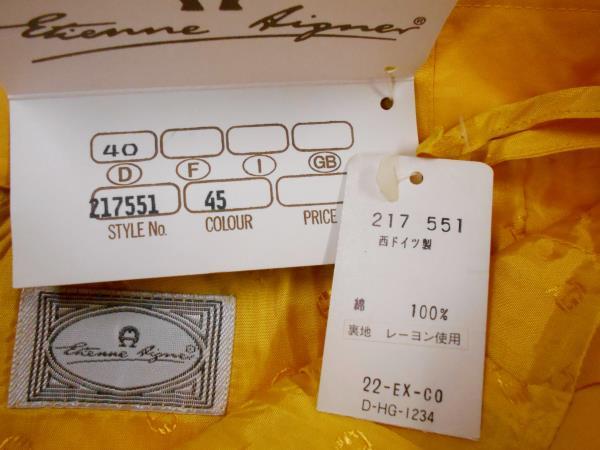 Etienne Aigner®
40
D F I GB
217551 45
STYLE No. COLOUR PRICE
217 551
西ドイツ製
綿 100%
裏地 レーヨン使用
22-EX-CO
D-HG-1234
Etienne Aigner